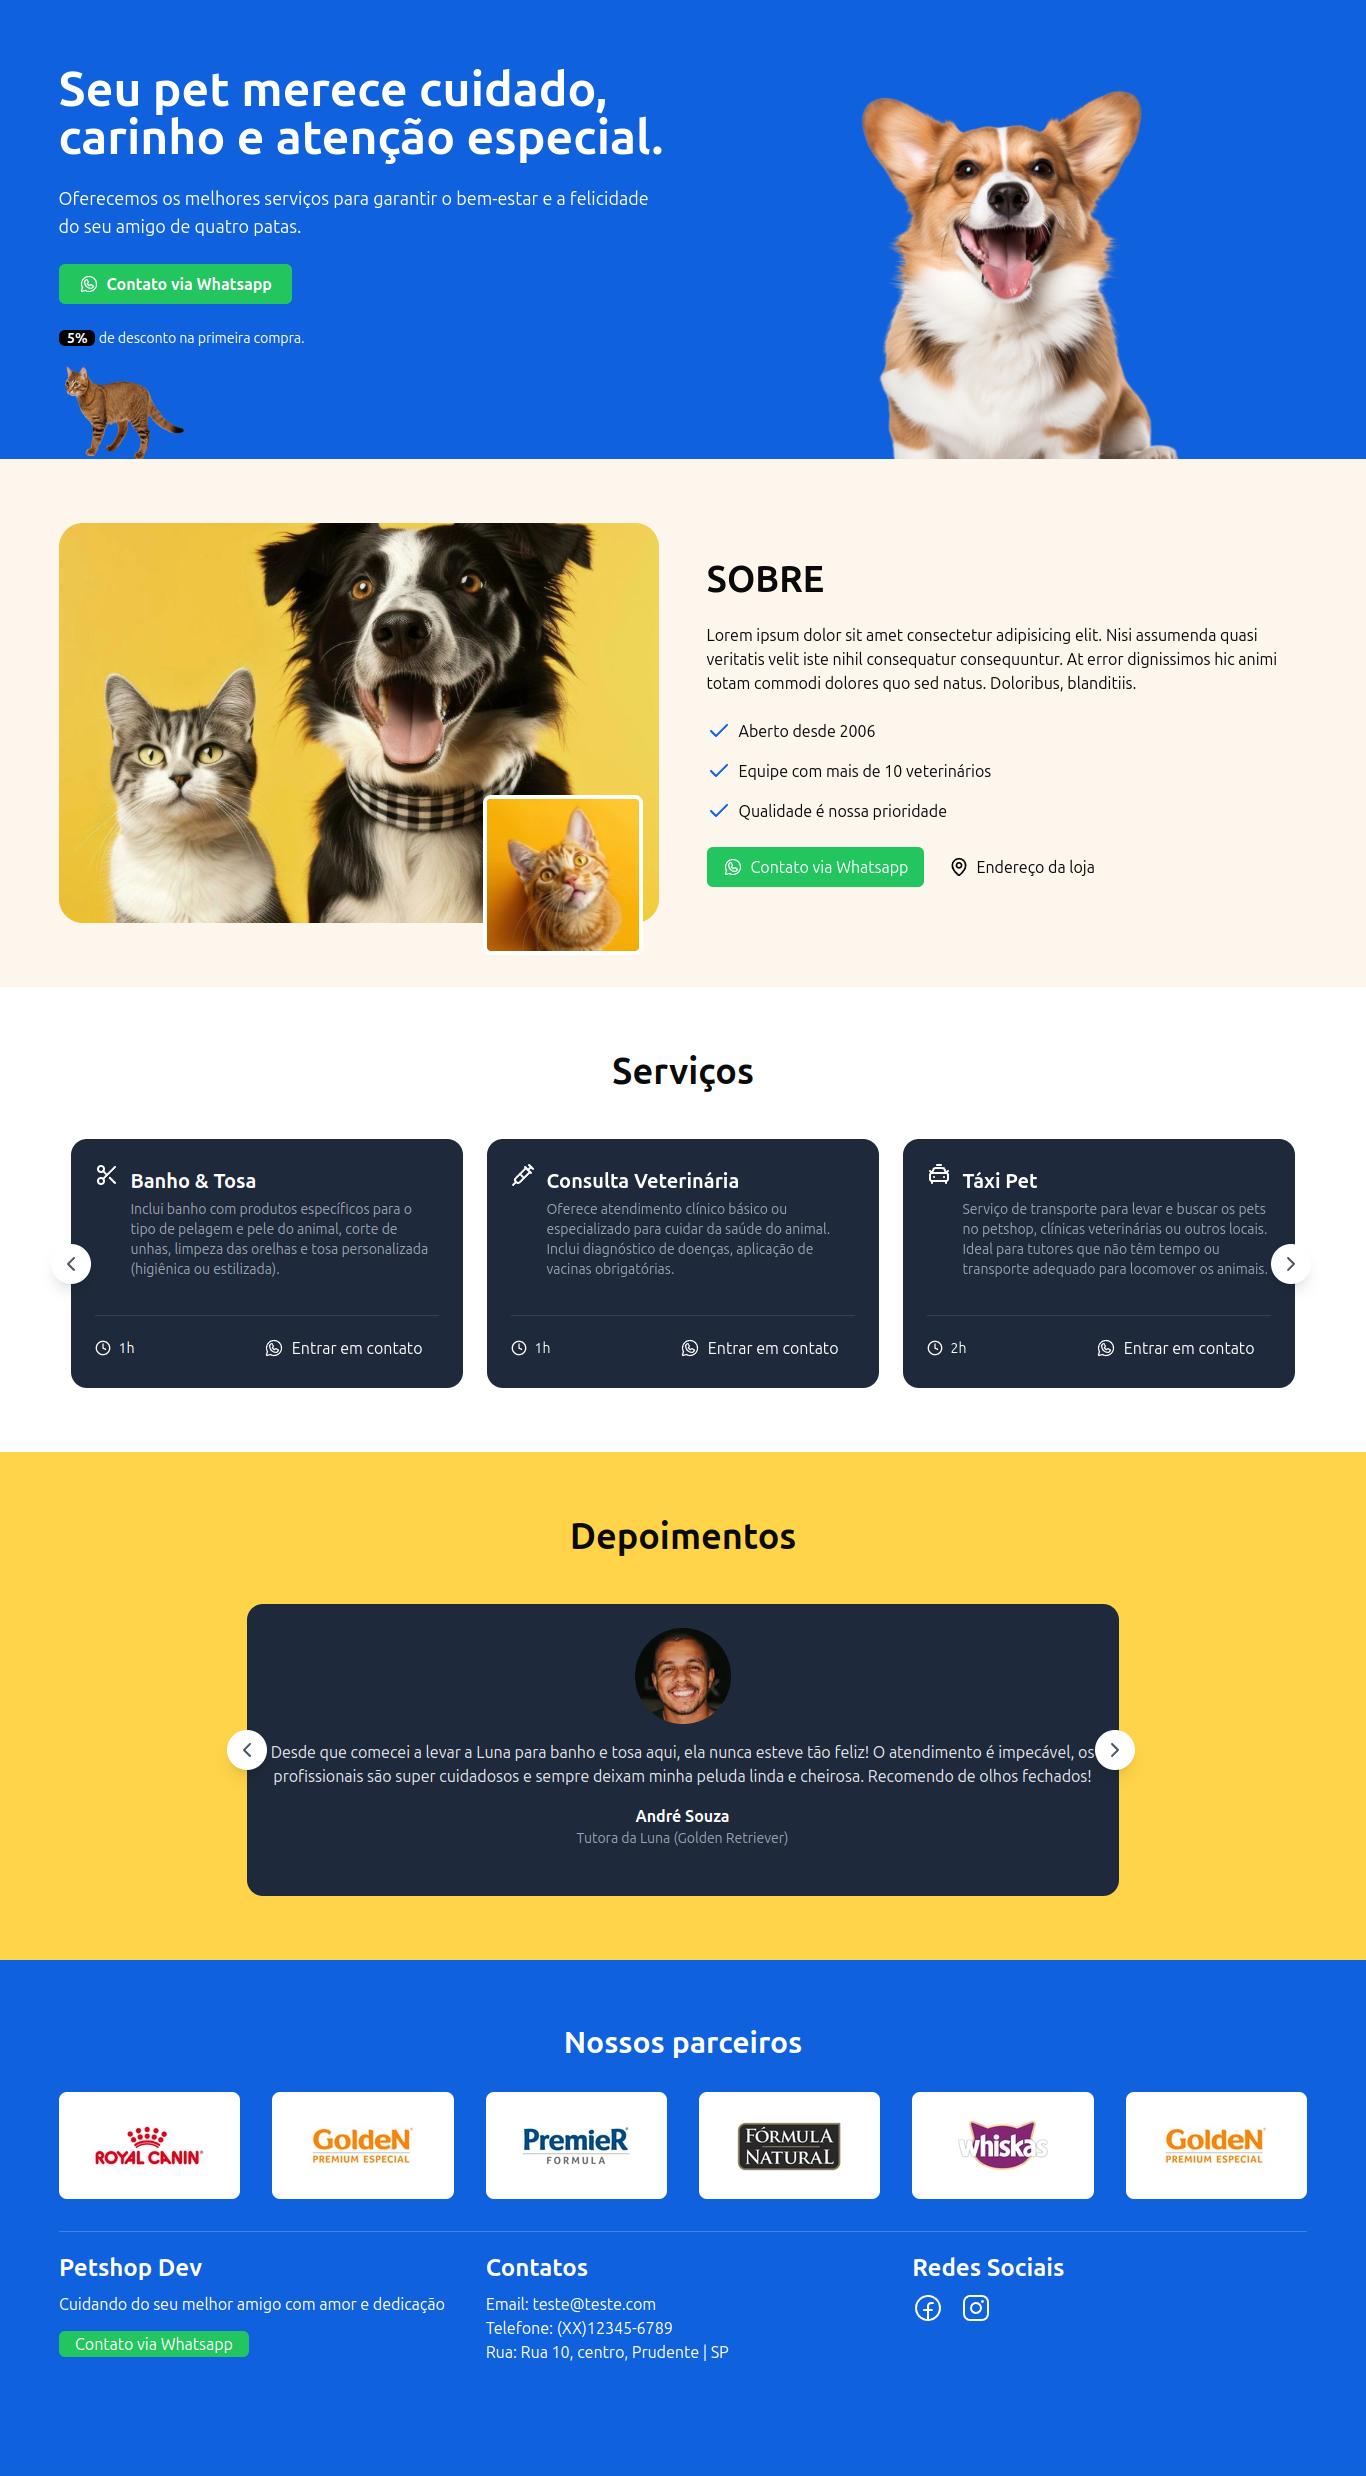 Seu pet merece cuidado,
carinho e atenção especial.
Oferecemos os melhores serviços para garantir o bem-estar e a felicidade
do seu amigo de quatro patas.
Contato via Whatsapp
5% de desconto na primeira compra.
SOBRE
Lorem ipsum dolor sit amet consectetur adipisicing elit. Nisi assumenda quasi
veritatis velit iste nihil consequatur consequuntur. At error dignissimos hic animi
totam commodi dolores quo sed natus. Doloribus, blanditiis.
Aberto desde 2006
Equipe com mais de 10 veterinários
Qualidade é nossa prioridade
Contato via Whatsapp
Endereço da loja
Serviços
Banho & Tosa
Inclui banho com produtos específicos para o
tipo de pelagem e pele do animal, corte de
unhas, limpeza das orelhas e tosa personalizada
(higiênica ou estilizada).
1h
Entrar em contato
Consulta Veterinária
Oferece atendimento clínico básico ou
especializado para cuidar da saúde do animal.
Inclui diagnóstico de doenças, aplicação de
vacinas obrigatórias.
1h
Entrar em contato
Táxi Pet
Serviço de transporte para levar e buscar os pets
no petshop, clínicas veterinárias ou outros locais.
Ideal para tutores que não têm tempo ou
transporte adequado para locomover os animais.
2h
Entrar em contato
Depoimentos
Desde que comecei a levar a Luna para banho e tosa aqui, ela nunca esteve tão feliz! O atendimento é impecável, os
profissionais são super cuidadosos e sempre deixam minha peluda linda e cheirosa. Recomendo de olhos fechados!
André Souza
Tutora da Luna (Golden Retriever)
Nossos parceiros
ROYAL CANIN
GoldeN
PREMIUM ESPECIAL
PremieR
FORMULA
FÓRMULA
NATURAL
whiskas
GoldeN
PREMIUM ESPECIAL
Petshop Dev
Cuidando do seu melhor amigo com amor e dedicação
Contato via Whatsapp
Contatos
Email: teste@teste.com
Telefone: (XX)12345-6789
Rua: Rua 10, centro, Prudente | SP
Redes Sociais